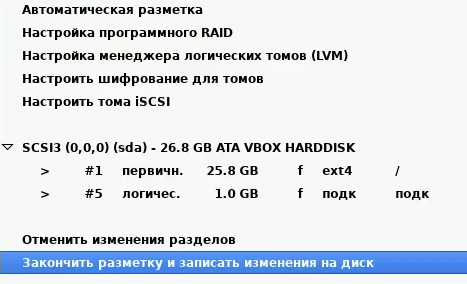 Автоматическая разметка
Настройка программного RAID
Настройка менеджера логических томов (LVM)
Настроить шифрование для томов
Настроить тома iSCSI
SCSI3 (0,0,0) (sda) - 26.8 GB ATA VBOX HARDDISK
> #1 первичн. 25.8 GB f ext4 /
> #5 логичес. 1.0 GB f подк подк
Отменить изменения разделов
Закончить разметку и записать изменения на диск